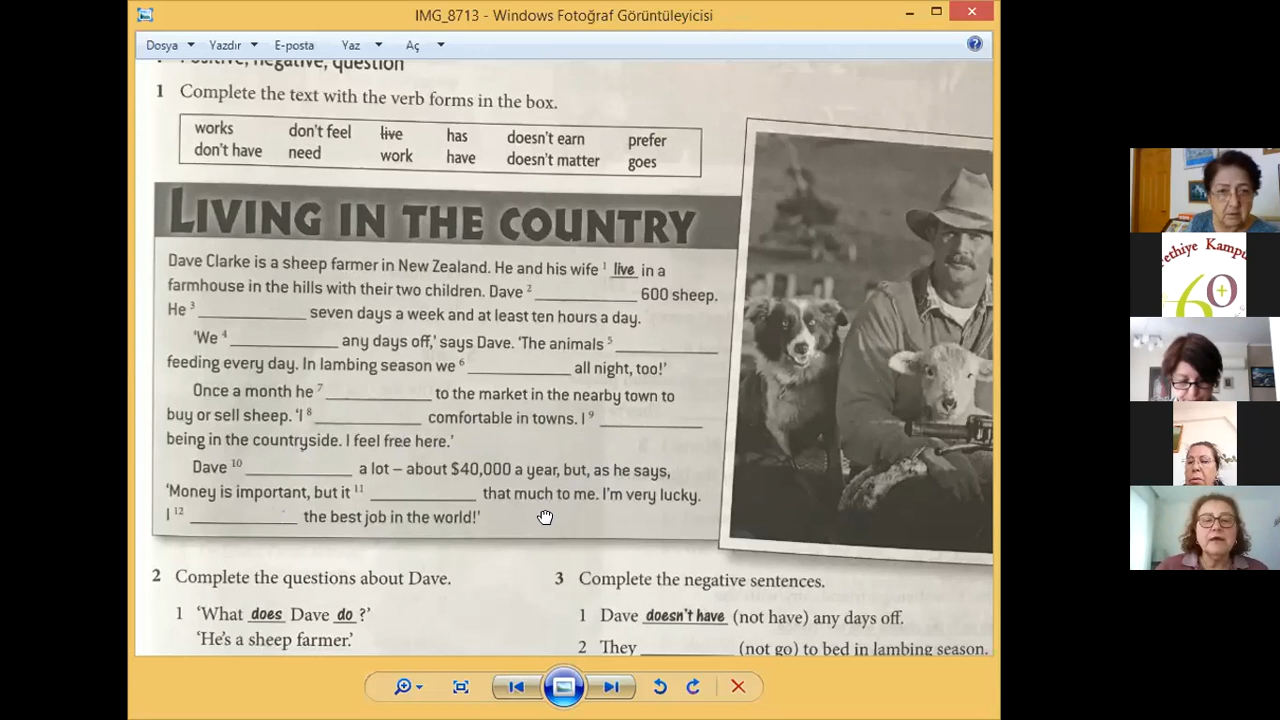 IMG_8713 - Windows Fotoğraf Görüntüleyicisi
Dosya Yazdır E-posta Yaz Aç
Positive, negative, question
1 Complete the text with the verb forms in the box.
works don't feel live has doesn't earn prefer
don't have need work have doesn't matter goes
LIVING IN THE COUNTRY
Dave Clarke is a sheep farmer in New Zealand. He and his wife 1 live in a
farmhouse in the hills with their two children. Dave 2 ____________ 600 sheep.
He 3 ____________ seven days a week and at least ten hours a day.
'We 4 ____________ any days off,' says Dave. 'The animals 5 ____________
feeding every day. In lambing season we 6 ____________ all night, too!'
Once a month he 7 ____________ to the market in the nearby town to
buy or sell sheep. 'I 8 ____________ comfortable in towns. I 9 ____________
being in the countryside. I feel free here.'
Dave 10 ____________ a lot – about $40,000 a year, but, as he says,
'Money is important, but it 11 ____________ that much to me. I'm very lucky.
I 12 ____________ the best job in the world!'
2 Complete the questions about Dave.
1 'What does Dave do ?'
'He's a sheep farmer.'
3 Complete the negative sentences.
1 Dave doesn't have (not have) any days off.
2 They ____________ (not go) to bed in lambing season.
ethiye Kampu
60